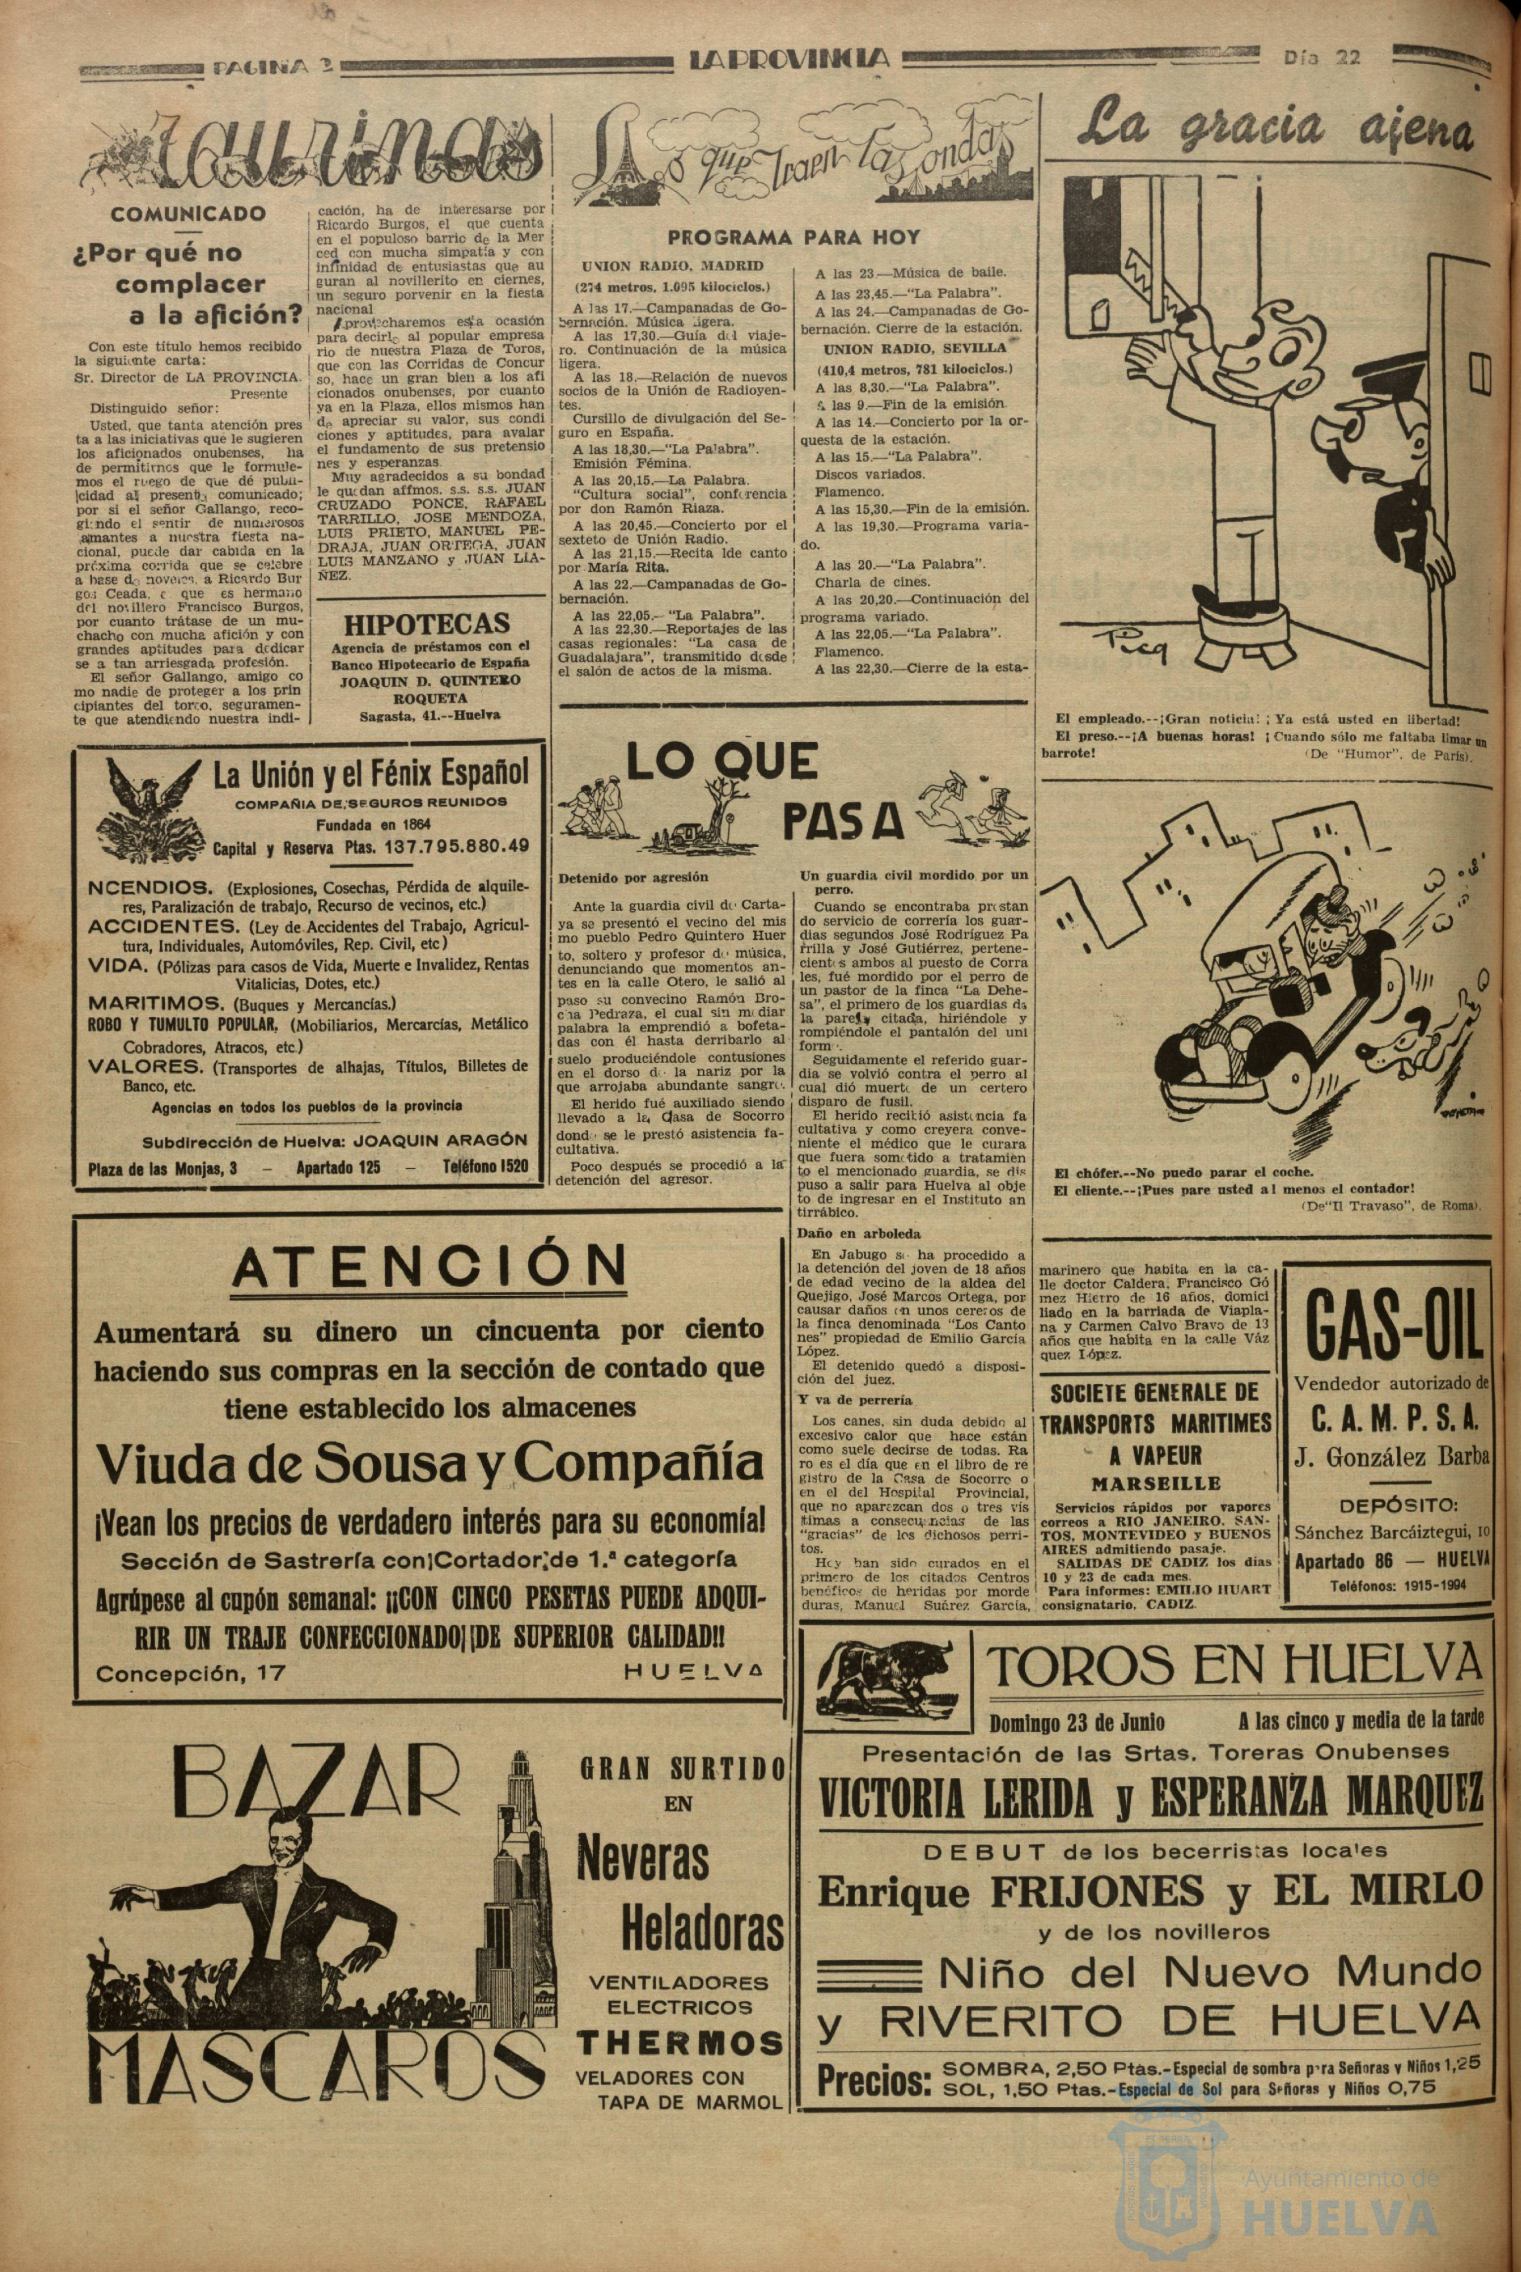 PAGINA 2
LA PROVINCIA
Día 22
Taurinas
COMUNICADO
¿Por qué no
complacer
a la afición?
Con este título hemos recibido
la siguiente carta:
Sr. Director de LA PROVINCIA.
Presente
Distinguido señor:
Usted, que tanta atención pres
ta a las iniciativas que le sugieren
los aficionados onubenses, ha
de permitirnos que le formule-
mos el ruego de que dé publi-
cidad al presente comunicado;
por si el señor Gallango, reco-
giendo el sentir de numerosos
amantes a nuestra fiesta na-
cional, puede dar cabida en la
próxima corrida que se celebre
a base de noveles, a Ricardo Bur
gos Ceada, e que es hermano
del novillero Francisco Burgos,
por cuanto trátase de un mu-
chacho con mucha afición y con
grandes aptitudes para dedicar
se a tan arriesgada profesión.
El señor Gallango, amigo co
mo nadie de proteger a los prin
cipiantes del toreo, seguramen-
te que atendiendo nuestra indi-
cación, ha de interesarse por
Ricardo Burgos, el que cuenta
en el populoso barrio de la Mer
ced con mucha simpatía y con
infinidad de entusiastas que au
guran al novillerito en ciernes,
un seguro porvenir en la fiesta
nacional
Aprovecharemos esta ocasión
para decirle al popular empresa
rio de nuestra Plaza de Toros,
que con las Corridas de Concur
so, hace un gran bien a los afi
cionados onubenses, por cuanto
ya en la Plaza, ellos mismos han
de apreciar su valor, sus condi
ciones y aptitudes, para avalar
el fundamento de sus pretensio
nes y esperanzas.
Muy agradecidos a su bondad
le quedan affmos. s.s. s.s. JUAN
CRUZADO PONCE, RAFAEL
TARRILLO, JOSE MENDOZA,
LUIS PRIETO, MANUEL PE-
DRAJA, JUAN ORTEGA, JUAN
LUIS MANZANO y JUAN LIA-
ÑEZ.
HIPOTECAS
Agencia de préstamos con el
Banco Hipotecario de España
JOAQUIN D. QUINTERO
ROQUETA
Sagasta, 41.--Huelva
La Unión y el Fénix Español
COMPAÑIA DE SEGUROS REUNIDOS
Fundada en 1864
Capital y Reserva Ptas. 137.795.880.49
NCENDIOS. (Explosiones, Cosechas, Pérdida de alquile-
res, Paralización de trabajo, Recurso de vecinos, etc.)
ACCIDENTES. (Ley de Accidentes del Trabajo, Agricul-
tura, Individuales, Automóviles, Rep. Civil, etc)
VIDA. (Pólizas para casos de Vida, Muerte e Invalidez, Rentas
Vitalicias, Dotes, etc.)
MARITIMOS. (Buques y Mercancías.)
ROBO Y TUMULTO POPULAR. (Mobiliarios, Mercarcías, Metálico
Cobradores, Atracos, etc.)
VALORES. (Transportes de alhajas, Títulos, Billetes de
Banco, etc.
Agencias en todos los pueblos de la provincia
Subdirección de Huelva: JOAQUIN ARAGÓN
Plaza de las Monjas, 3 — Apartado 125 — Teléfono 1520
Lo que traen las ondas
PROGRAMA PARA HOY
UNION RADIO, MADRID
(274 metros, 1.095 kilociclos.)
A las 17.—Campanadas de Go-
bernación. Música ligera.
A las 17,30.—Guía del viaje-
ro. Continuación de la música
ligera.
A las 18.—Relación de nuevos
socios de la Unión de Radioyen-
tes.
Cursillo de divulgación del Se-
guro en España.
A las 18,30.—"La Palabra".
Emisión Fémina.
A las 20,15.—La Palabra.
"Cultura social", conferencia
por don Ramón Riaza.
A las 20,45.—Concierto por el
sexteto de Unión Radio.
A las 21,15.—Recita lde canto
por María Rita.
A las 22.—Campanadas de Go-
bernación.
A las 22,05.—"La Palabra".
A las 22,30.—Reportajes de las
casas regionales: "La casa de
Guadalajara", transmitido desde
el salón de actos de la misma.
A las 23.—Música de baile.
A las 23,45.—"La Palabra".
A las 24.—Campanadas de Go-
bernación. Cierre de la estación.
UNION RADIO, SEVILLA
(410,4 metros, 781 kilociclos.)
A las 8,30.—"La Palabra".
A las 9.—Fin de la emisión.
A las 14.—Concierto por la or-
questa de la estación.
A las 15.—"La Palabra".
Discos variados.
Flamenco.
A las 15,30.—Fin de la emisión.
A las 19,30.—Programa varia-
do.
A las 20.—"La Palabra".
Charla de cines.
A las 20,20.—Continuación del
programa variado.
A las 22,05.—"La Palabra".
Flamenco.
A las 22,30.—Cierre de la esta-
LO QUE
PASA
Detenido por agresión
Ante la guardia civil de Carta-
ya se presentó el vecino del mis
mo pueblo Pedro Quintero Huer
to, soltero y profesor de música,
denunciando que momentos an-
tes en la calle Otero, le salió al
paso su convecino Ramón Bro-
cha Pedraza, el cual sin mediar
palabra la emprendió a bofeta-
das con él hasta derribarlo al
suelo produciéndole contusiones
en el dorso de la nariz por la
que arrojaba abundante sangre.
El herido fué auxiliado siendo
llevado a la Casa de Socorro
donde se le prestó asistencia fa-
cultativa.
Poco después se procedió a la
detención del agresor.
Un guardia civil mordido por un
perro.
Cuando se encontraba prestan
do servicio de correría los guar-
dias segundos José Rodríguez Pa
rrilla y José Gutiérrez, pertene-
cientes ambos al puesto de Corra
les, fué mordido por el perro de
un pastor de la finca "La Dehe-
sa", el primero de los guardias de
la pareja citada, hiriéndole y
rompiéndole el pantalón del uni
forme.
Seguidamente el referido guar-
dia se volvió contra el perro al
cual dió muerte de un certero
disparo de fusil.
El herido recibió asistencia fa
cultativa y como creyera conve-
niente el médico que le curara
que fuera sometido a tratamien
to el mencionado guardia, se dis
puso a salir para Huelva al obje
to de ingresar en el Instituto an
tirrábico.
Daño en arboleda
En Jabugo se ha procedido a
la detención del joven de 18 años
de edad vecino de la aldea del
Quejigo, José Marcos Ortega, por
causar daños en unos cerezos de
la finca denominada "Los Canto
nes" propiedad de Emilio García
López.
El detenido quedó a disposi-
ción del juez.
Y va de perrería
Los canes, sin duda debido al
excesivo calor que hace están
como suele decirse de todas. Ra
ro es el día que en el libro de re
gistro de la Casa de Socorro o
en el del Hospital Provincial,
que no aparezcan dos o tres víc
timas a consecuencias de las
"gracias" de los dichosos perri-
tos.
Hoy han sido curados en el
primero de los citados Centros
benéficos de heridas por morde
duras, Manuel Suárez García,
marinero que habita en la ca-
lle doctor Caldera, Francisco Gó
mez Hierro de 16 años, domici
liado en la barriada de Viapla-
na y Carmen Calvo Bravo de 13
años que habita en la calle Váz
quez López.
La gracia ajena
El empleado.--¡Gran noticia! ¡Ya está usted en libertad!
El preso.--¡A buenas horas! ¡Cuando sólo me faltaba limar un
barrote!
(De "Humor", de París).
El chófer.--No puedo parar el coche.
El cliente.--¡Pues pare usted al menos el contador!
(De "Il Travaso", de Roma).
SOCIETE GENERALE DE
TRANSPORTS MARITIMES
A VAPEUR
MARSEILLE
Servicios rápidos por vapores
correos a RIO JANEIRO, SAN-
TOS, MONTEVIDEO y BUENOS
AIRES admitiendo pasaje.
SALIDAS DE CADIZ los días
10 y 23 de cada mes.
Para informes: EMILIO HUART
consignatario, CADIZ.
GAS-OIL
Vendedor autorizado de
C. A. M. P. S. A.
J. González Barba
DEPÓSITO:
Sánchez Barcáiztegui, 10
Apartado 86 — HUELVA
Teléfonos: 1915-1994
ATENCIÓN
Aumentará su dinero un cincuenta por ciento
haciendo sus compras en la sección de contado que
tiene establecido los almacenes
Viuda de Sousa y Compañía
¡Vean los precios de verdadero interés para su economía!
Sección de Sastrería con Cortador de 1.ª categoría
Agrúpese al cupón semanal: ¡¡CON CINCO PESETAS PUEDE ADQUI-
RIR UN TRAJE CONFECCIONADO DE SUPERIOR CALIDAD!!
Concepción, 17 HUELVA
BAZAR
MASCAROS
GRAN SURTIDO
EN
Neveras
Heladoras
VENTILADORES
ELECTRICOS
THERMOS
VELADORES CON
TAPA DE MARMOL
TOROS EN HUELVA
Domingo 23 de Junio A las cinco y media de la tarde
Presentación de las Srtas. Toreras Onubenses
VICTORIA LERIDA y ESPERANZA MARQUEZ
DEBUT de los becerristas locales
Enrique FRIJONES y EL MIRLO
y de los novilleros
Niño del Nuevo Mundo
y RIVERITO DE HUELVA
Precios: SOMBRA, 2,50 Ptas.-Especial de sombra para Señoras y Niños 1,25
SOL, 1,50 Ptas.-Especial de Sol para Señoras y Niños 0,75
Ayuntamiento de
HUELVA